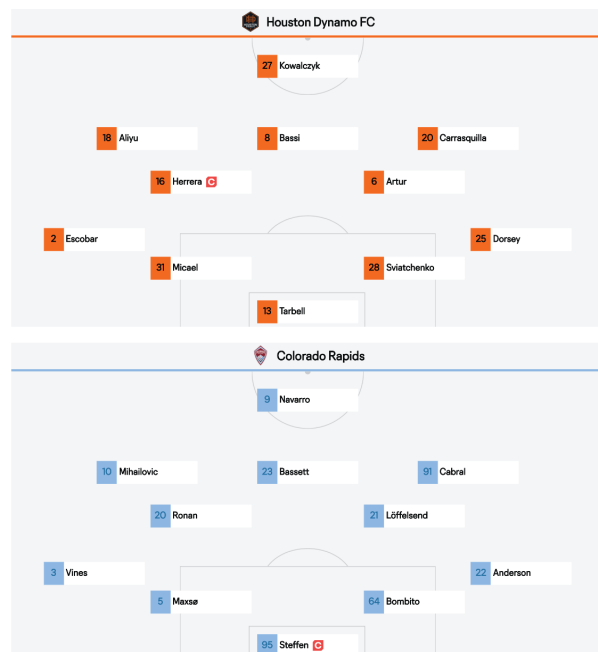 Houston Dynamo FC
27 Kowalczyk
18 Aliyu 8 Bassi 20 Carrasquilla
16 Herrera C 6 Artur
2 Escobar 25 Dorsey
31 Micael 28 Sviatchenko
13 Tarbell
Colorado Rapids
9 Navarro
10 Mihailovic 23 Bassett 91 Cabral
20 Ronan 21 Löffelsend
3 Vines 22 Anderson
5 Maxsø 64 Bombito
95 Steffen C